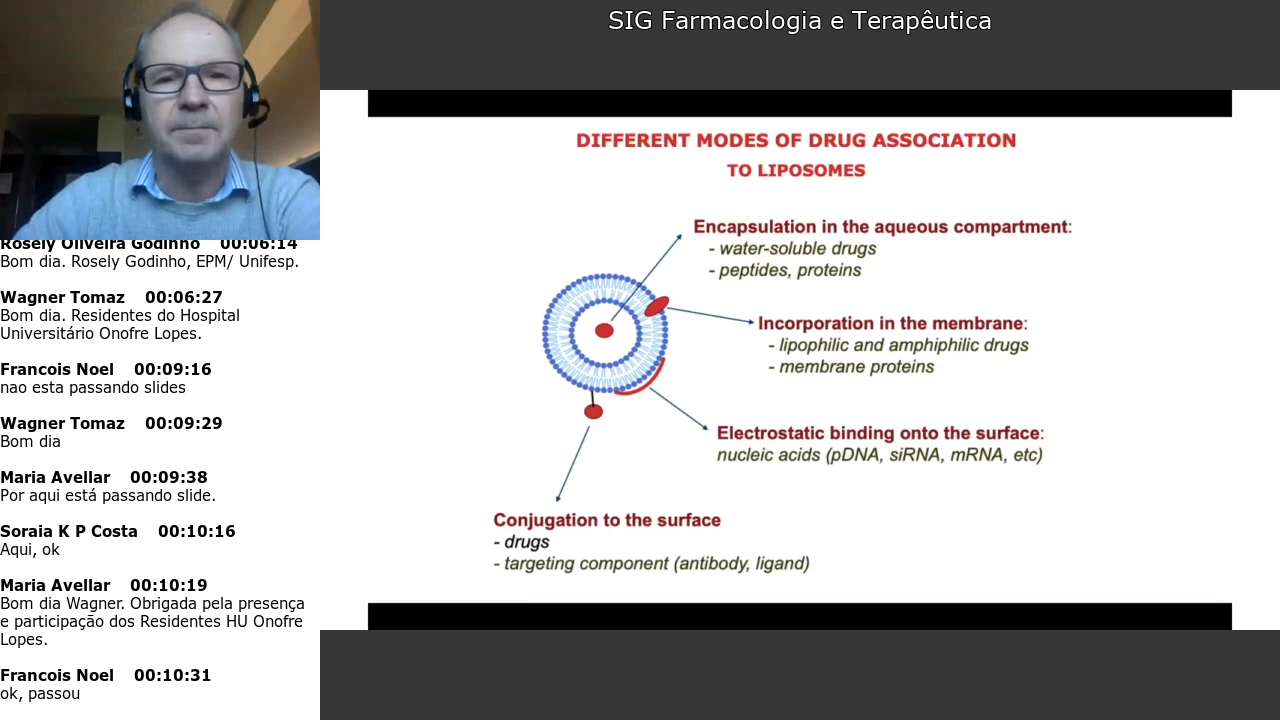 SIG Farmacologia e Terapêutica
DIFFERENT MODES OF DRUG ASSOCIATION
TO LIPOSOMES
Encapsulation in the aqueous compartment:
- water-soluble drugs
- peptides, proteins
Incorporation in the membrane:
- lipophilic and amphiphilic drugs
- membrane proteins
Electrostatic binding onto the surface:
nucleic acids (pDNA, siRNA, mRNA, etc)
Conjugation to the surface
- drugs
- targeting component (antibody, ligand)
Rosely Oliveira Godinho 00:06:14
Bom dia. Rosely Godinho, EPM/ Unifesp.
Wagner Tomaz 00:06:27
Bom dia. Residentes do Hospital
Universitário Onofre Lopes.
Francois Noel 00:09:16
nao esta passando slides
Wagner Tomaz 00:09:29
Bom dia
Maria Avellar 00:09:38
Por aqui está passando slide.
Soraia K P Costa 00:10:16
Aqui, ok
Maria Avellar 00:10:19
Bom dia Wagner. Obrigada pela presença
e participação dos Residentes HU Onofre
Lopes.
Francois Noel 00:10:31
ok, passou